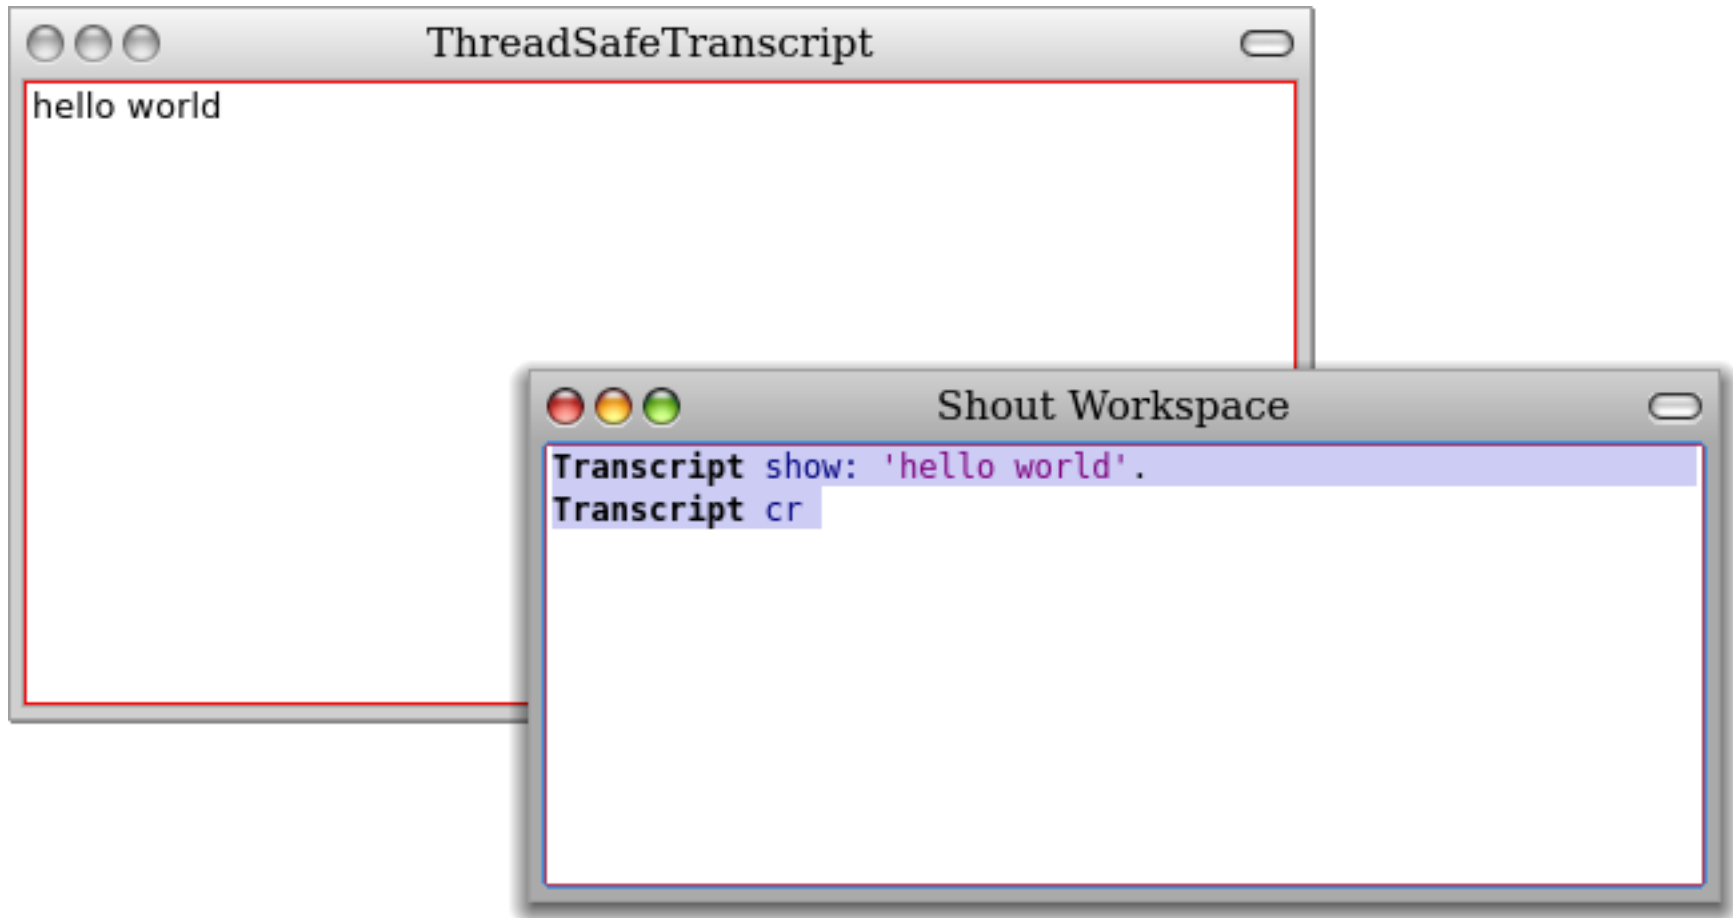 ThreadSafeTranscript
hello world
Shout Workspace
Transcript show: 'hello world'.
Transcript cr